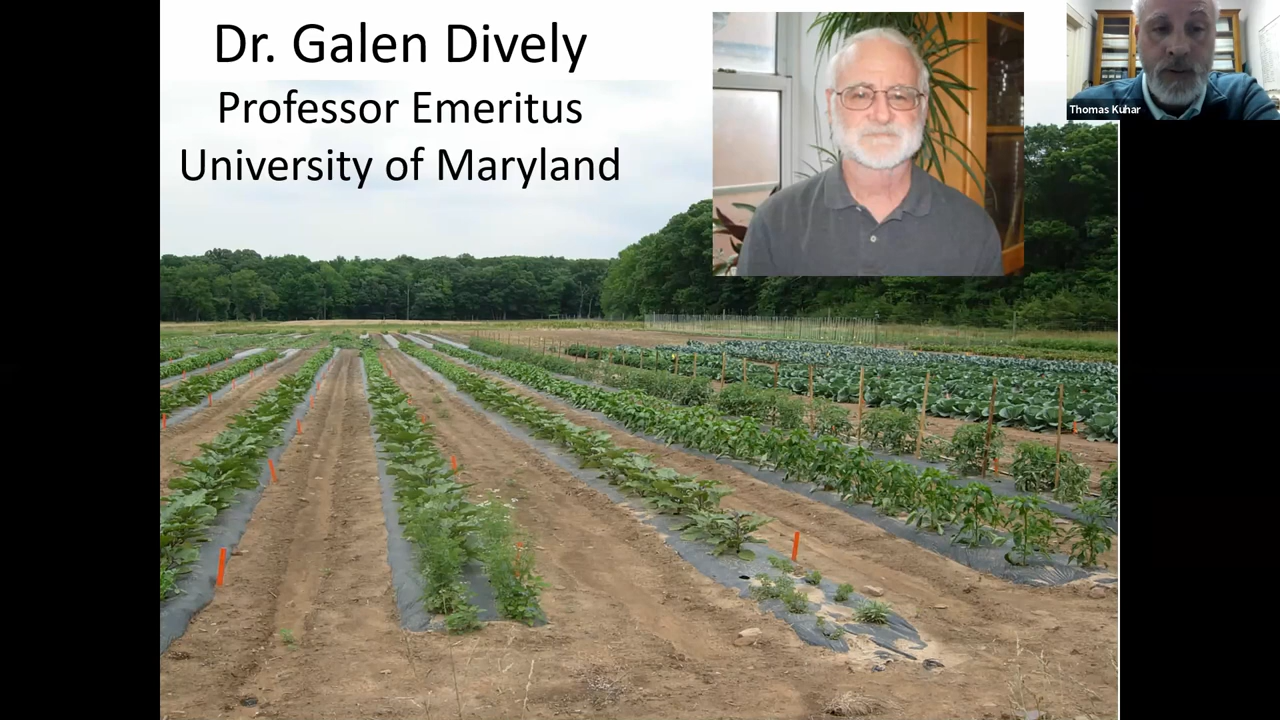 Dr. Galen Dively
Professor Emeritus
University of Maryland
Thomas Kuhar